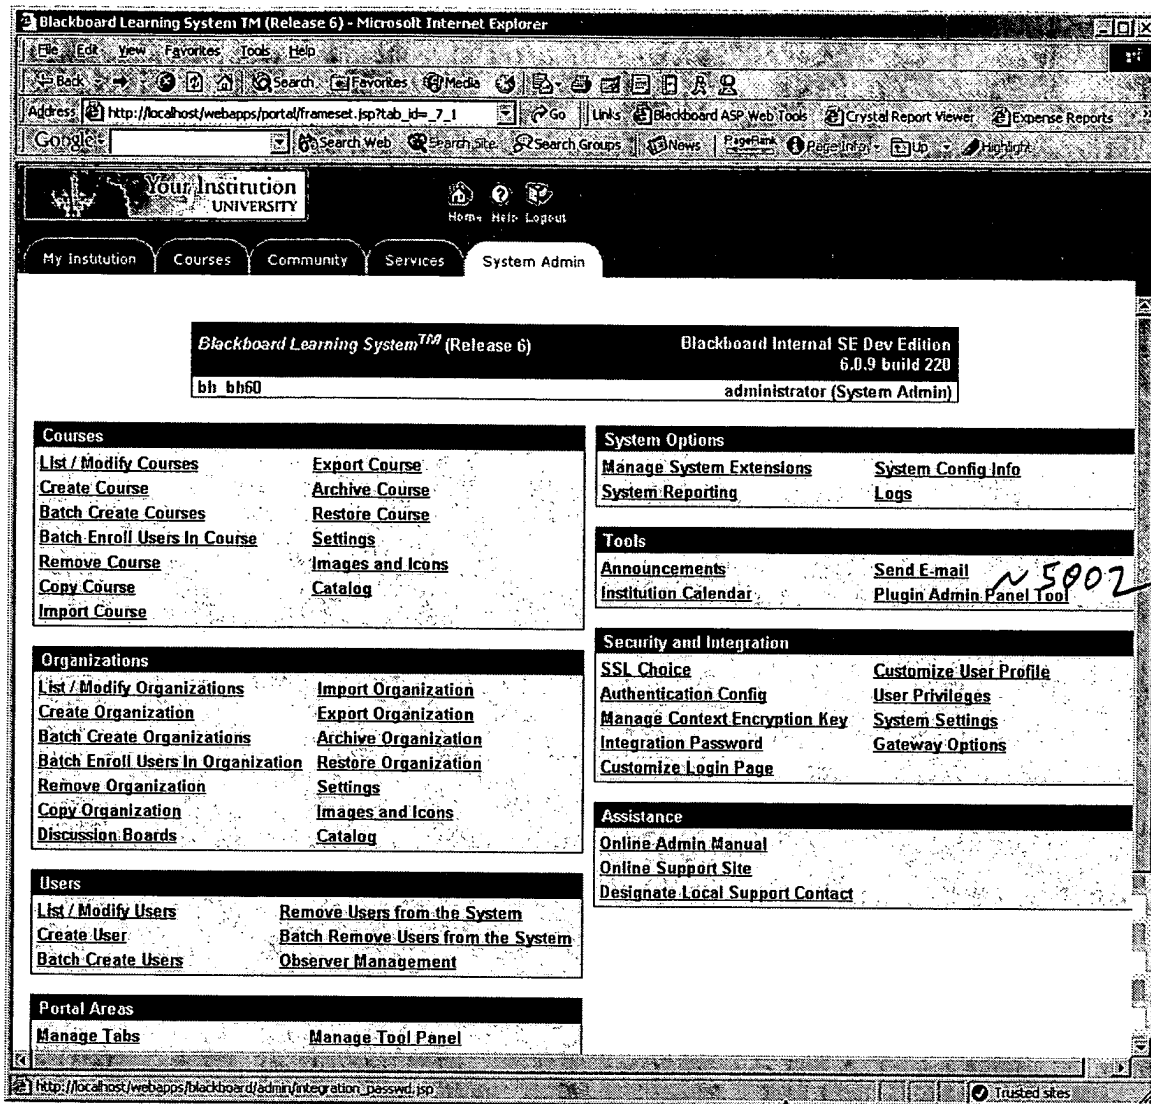 Blackboard Learning System TM (Release 6) - Microsoft Internet Explorer
File Edit View Favorites Tools Help
Back Search Favorites Media
Address http://localhost/webapps/portal/frameset.jsp?tab_id=_7_1 Go Links Blackboard ASP Web Tools Crystal Report Viewer Expense Reports
Google Search Web Search Site Search Groups News PageRank Page Info Up Highlight
Your Institution
UNIVERSITY
Home Help Logout
My Institution Courses Community Services System Admin
Blackboard Learning System TM (Release 6) Blackboard Internal SE Dev Edition
6.0.9 build 220
bh_bh60 administrator (System Admin)
Courses
List / Modify Courses Export Course
Create Course Archive Course
Batch Create Courses Restore Course
Batch Enroll Users In Course Settings
Remove Course Images and Icons
Copy Course Catalog
Import Course
Organizations
List / Modify Organizations Import Organization
Create Organization Export Organization
Batch Create Organizations Archive Organization
Batch Enroll Users In Organization Restore Organization
Remove Organization Settings
Copy Organization Images and Icons
Discussion Boards Catalog
Users
List / Modify Users Remove Users from the System
Create User Batch Remove Users from the System
Batch Create Users Observer Management
Portal Areas
Manage Tabs Manage Tool Panel
System Options
Manage System Extensions System Config Info
System Reporting Logs
Tools
Announcements Send E-mail
Institution Calendar Plugin Admin Panel Tool
~5002
Security and Integration
SSL Choice Customize User Profile
Authentication Config User Privileges
Manage Context Encryption Key System Settings
Integration Password Gateway Options
Customize Login Page
Assistance
Online Admin Manual
Online Support Site
Designate Local Support Contact
http://localhost/webapps/blackboard/admin/integration_passwd.jsp Trusted sites